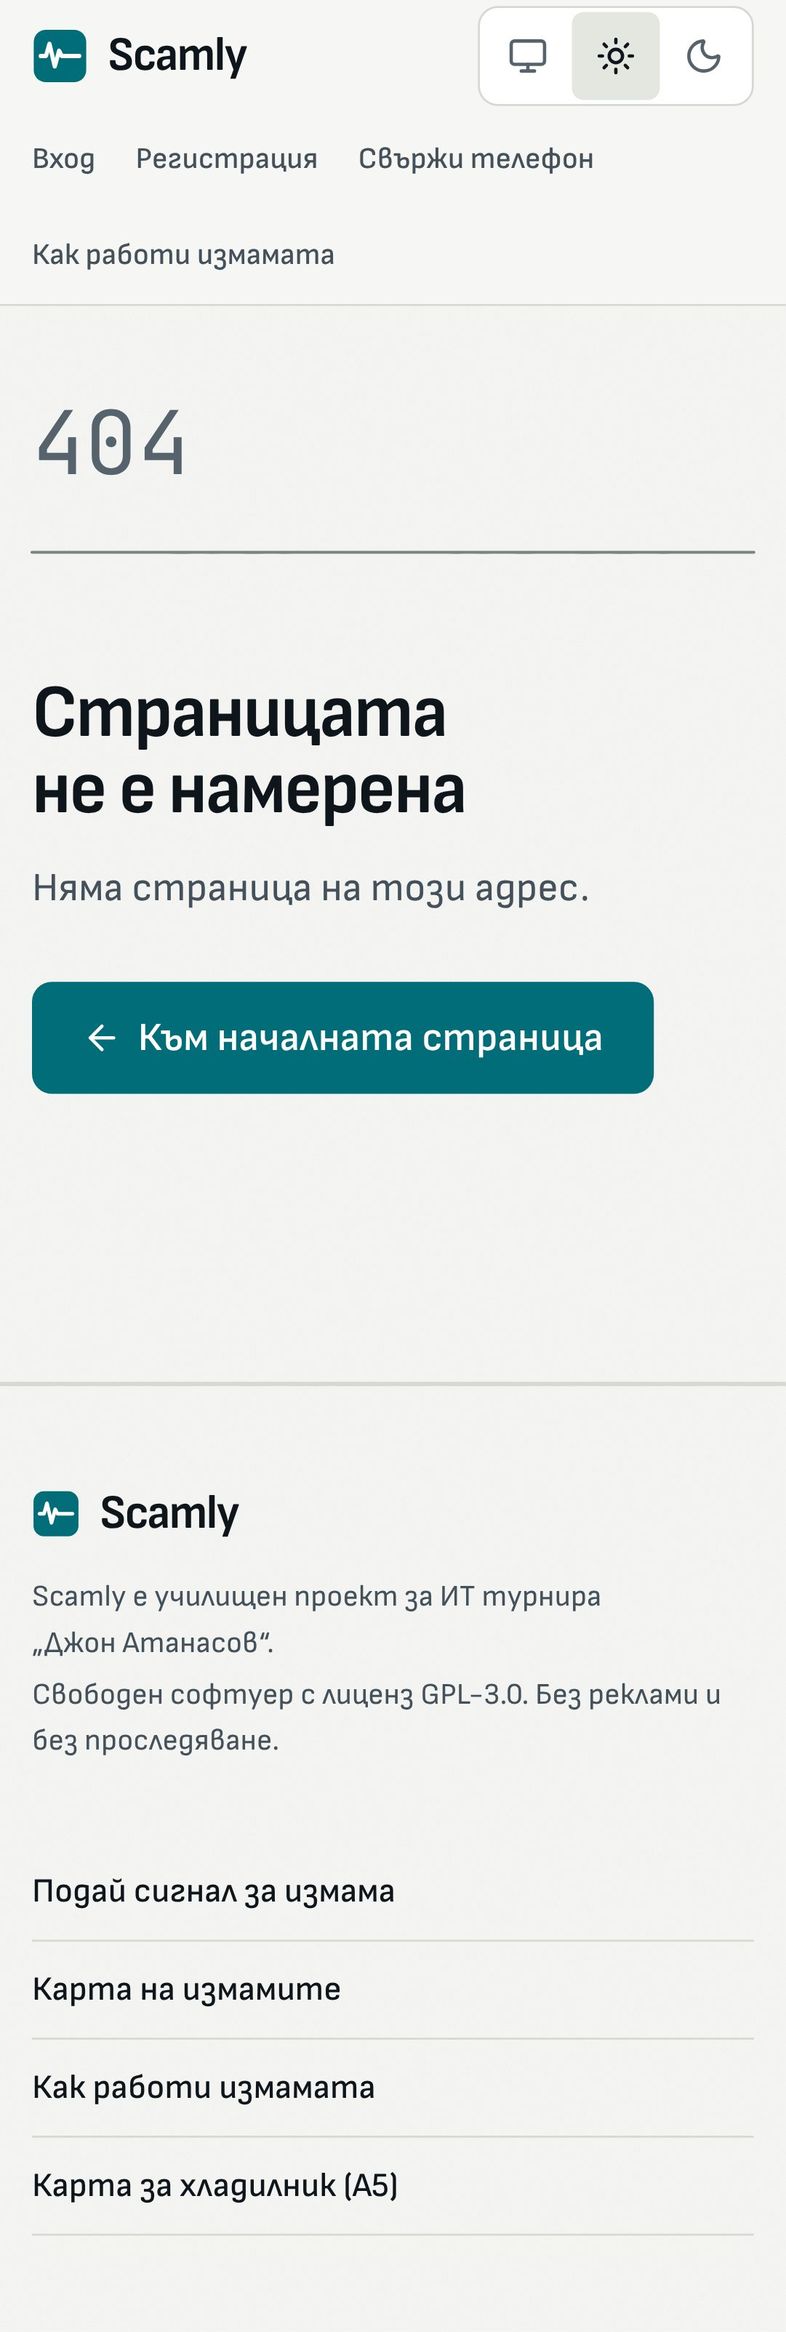 Scamly
Вход Регистрация Свържи телефон
Как работи измамата
404
Страницата
не е намерена
Няма страница на този адрес.
← Към началната страница
Scamly
Scamly е училищен проект за ИТ турнира
„Джон Атанасов“.
Свободен софтуер с лиценз GPL-3.0. Без реклами и
без проследяване.
Подай сигнал за измама
Карта на измамите
Как работи измамата
Карта за хладилник (А5)